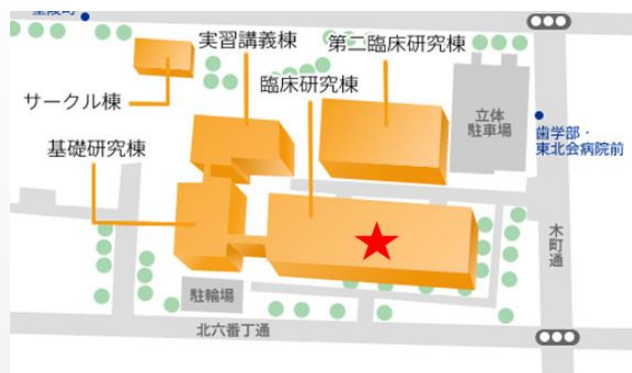 実習講義棟
第二臨床研究棟
サークル棟
臨床研究棟
立体
駐車場
歯学部・
東北会病院前
基礎研究棟
木町通
駐輪場
北六番丁通